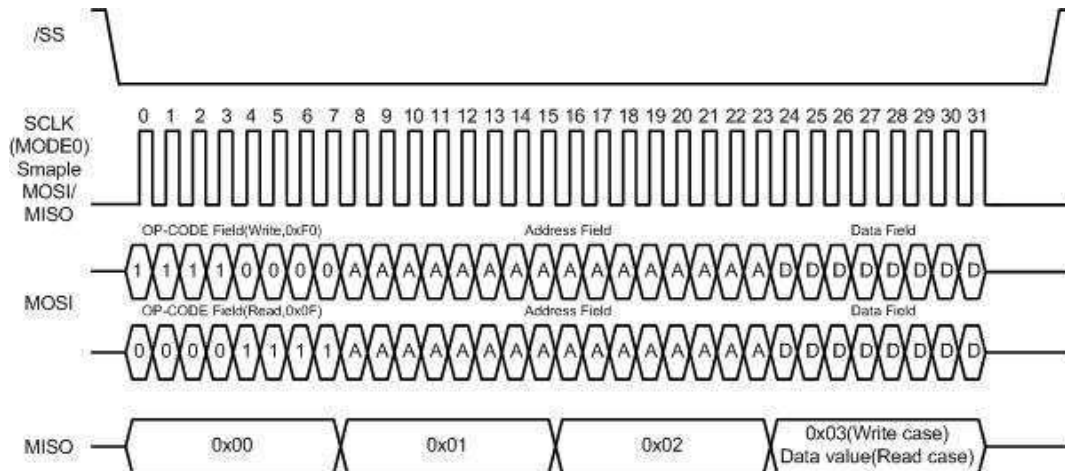 /SS
0 1 2 3 4 5 6 7 8 9 10 11 12 13 14 15 16 17 18 19 20 21 22 23 24 25 26 27 28 29 30 31
SCLK
(MODE0)
Smaple
MOSI/
MISO
OP-CODE Field(Write,0xF0) Address Field Data Field
1 1 1 1 0 0 0 0 A A A A A A A A A A A A A A A A D D D D D D D D
MOSI
OP-CODE Field(Read,0x0F) Address Field Data Field
0 0 0 0 1 1 1 1 A A A A A A A A A A A A A A A A D D D D D D D D
MISO 0x00 0x01 0x02 0x03(Write case)
Data value(Read case)